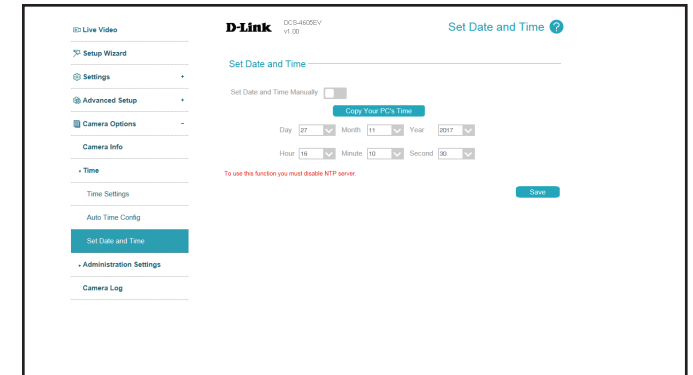 Live Video
Setup Wizard
Settings +
Advanced Setup +
Camera Options -
Camera Info
Time
Time Settings
Auto Time Config
Set Date and Time
Administration Settings
Camera Log
D-Link DCS-4605EV
v1.00
Set Date and Time ?
Set Date and Time
Set Date and Time Manually
Copy Your PC's Time
Day 27 Month 11 Year 2017
Hour 16 Minute 10 Second 30
To use this function you must disable NTP server.
Save